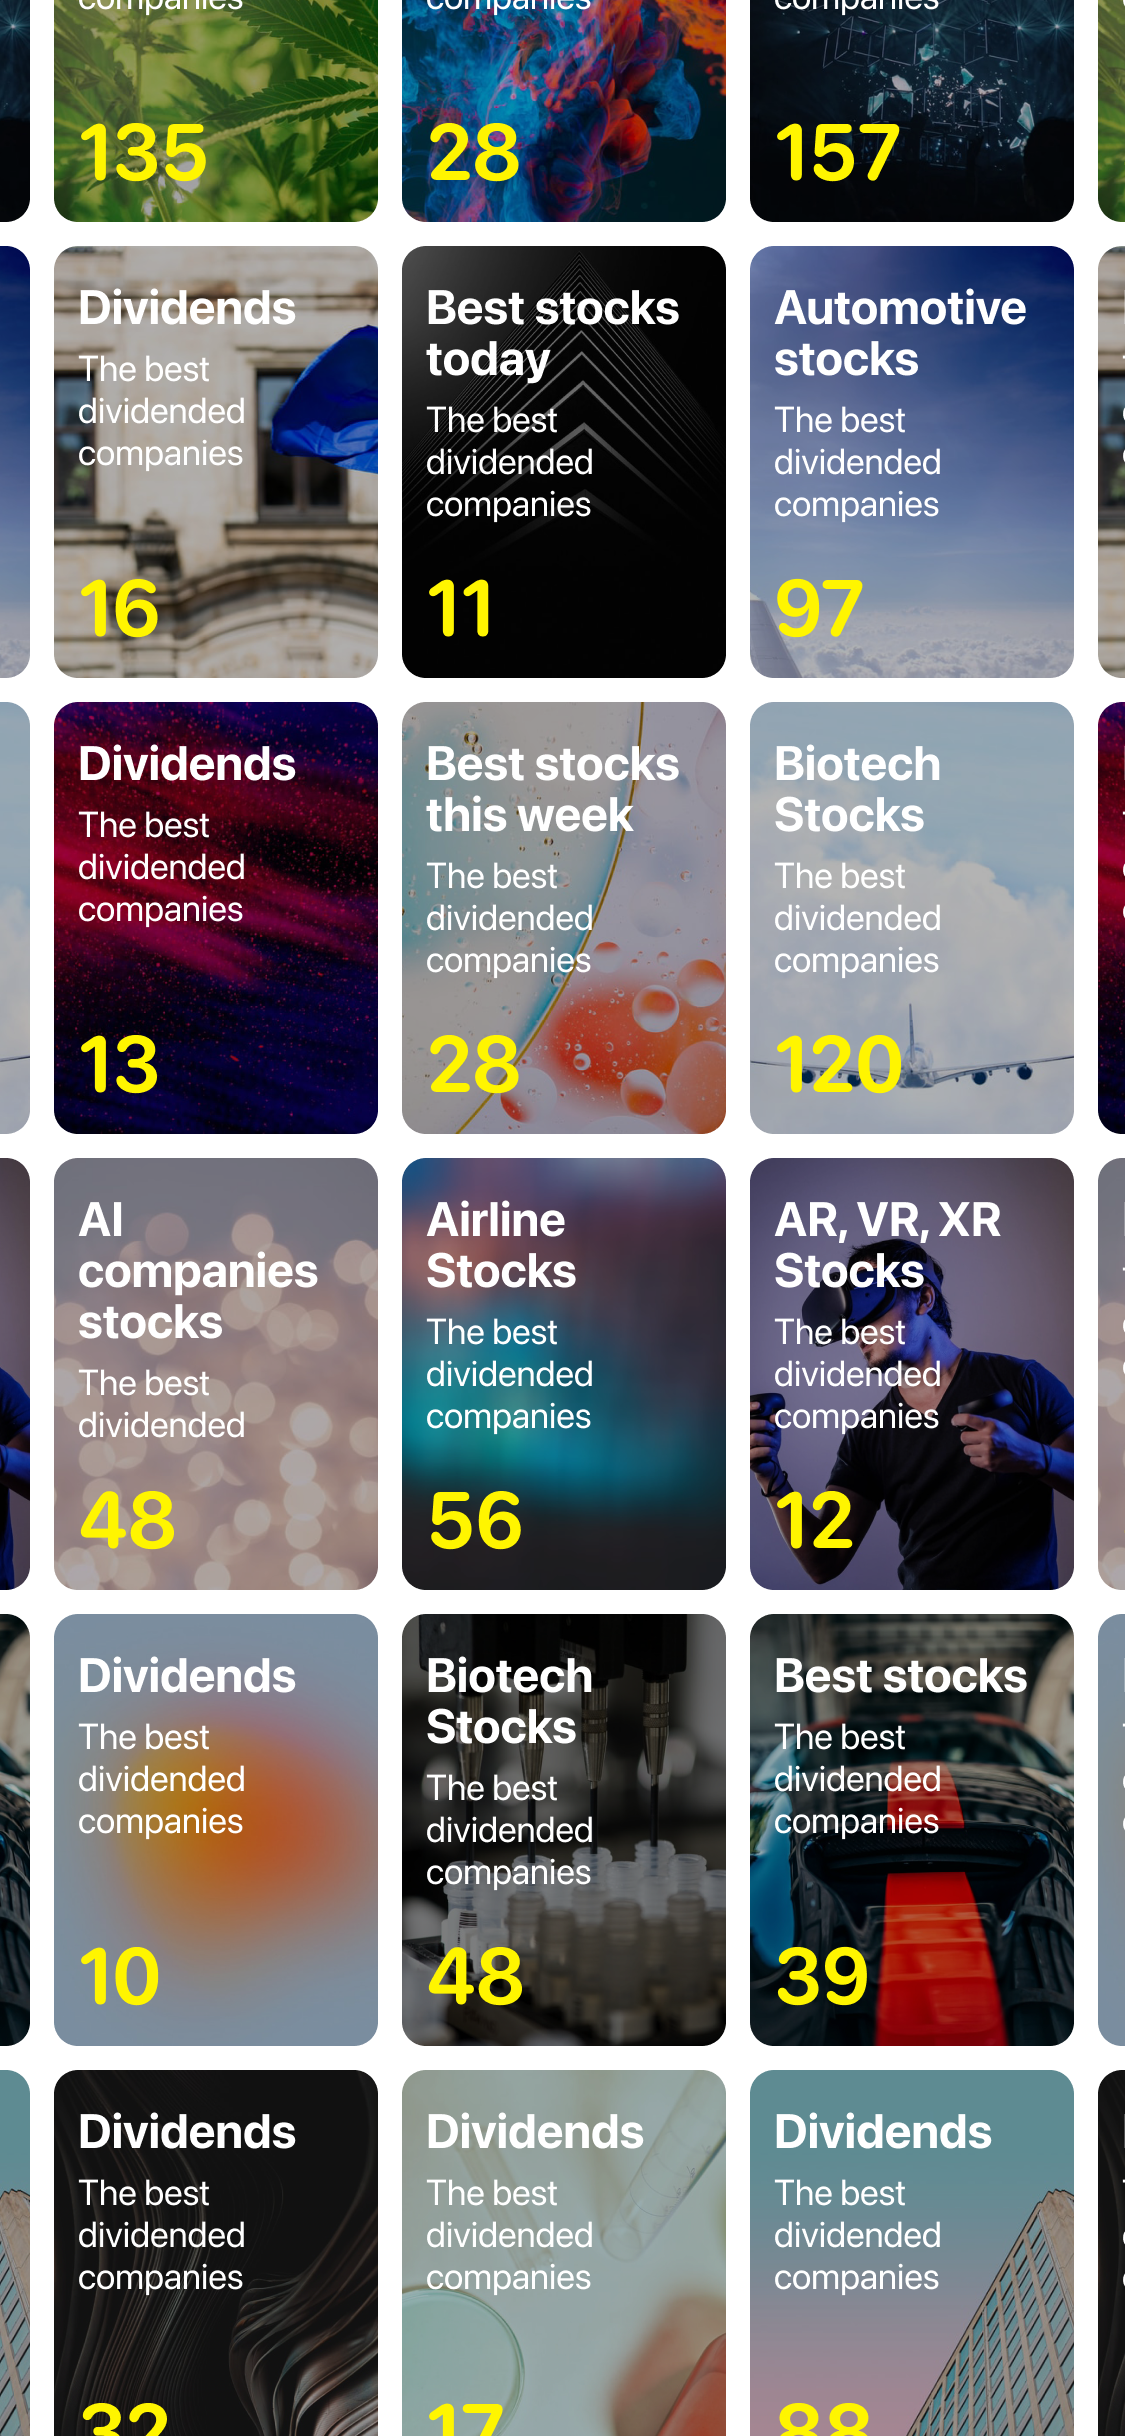 companies
companies
companies
135
28
157
Dividends
The best
dividended
companies
16
Best stocks
today
The best
dividended
companies
11
Automotive
stocks
The best
dividended
companies
97
Dividends
The best
dividended
companies
13
Best stocks
this week
The best
dividended
companies
28
Biotech
Stocks
The best
dividended
companies
120
AI
companies
stocks
The best
dividended
48
Airline
Stocks
The best
dividended
companies
56
AR, VR, XR
Stocks
The best
dividended
companies
12
Dividends
The best
dividended
companies
10
Biotech
Stocks
The best
dividended
companies
48
Best stocks
The best
dividended
companies
39
Dividends
The best
dividended
companies
32
Dividends
The best
dividended
companies
17
Dividends
The best
dividended
companies
88